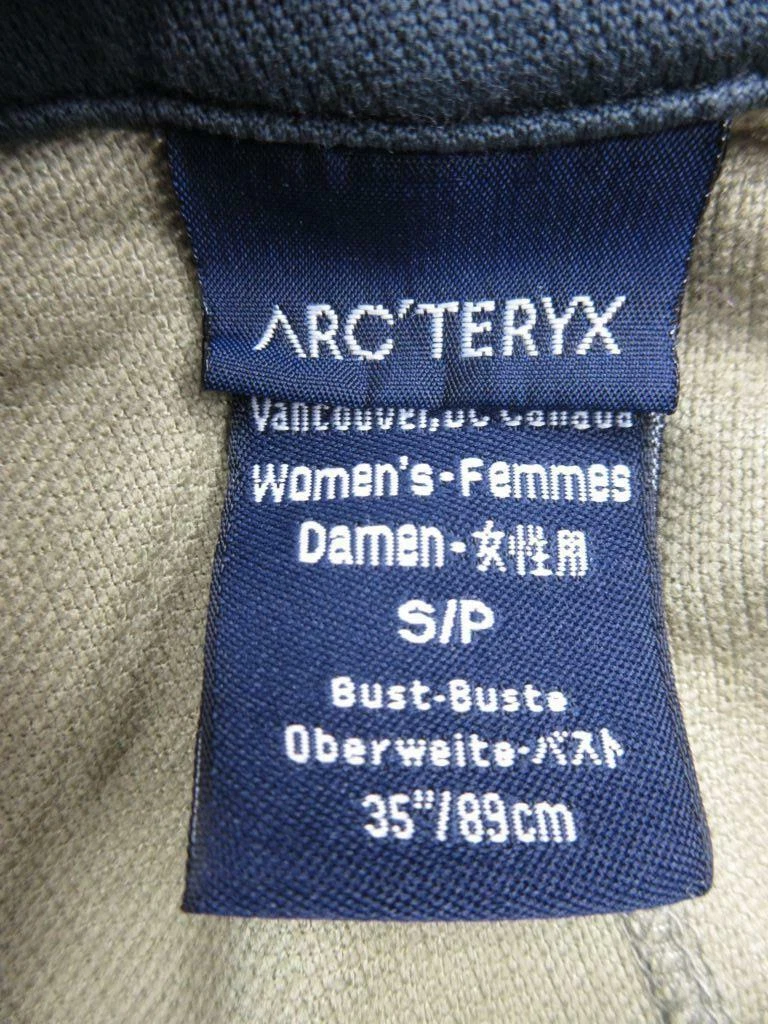 ARC'TERYX
Vancouver, BC Canada
Women's-Femmes
Damen-女性用
S/P
Bust-Buste
Oberweite-バスト
35"/89cm